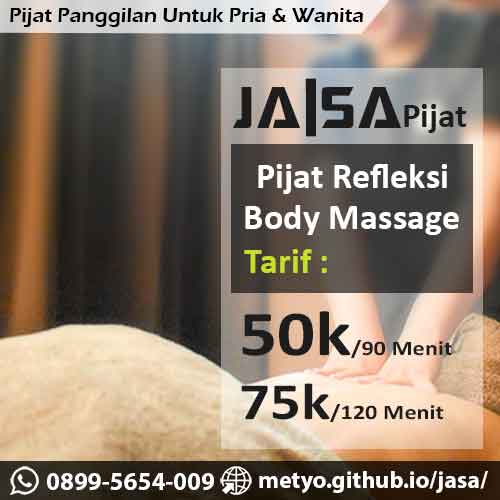 Pijat Panggilan Untuk Pria & Wanita
JA|SA Pijat
Pijat Refleksi
Body Massage
Tarif :
50k/90 Menit
75k/120 Menit
0899-5654-009 metyo.github.io/jasa/